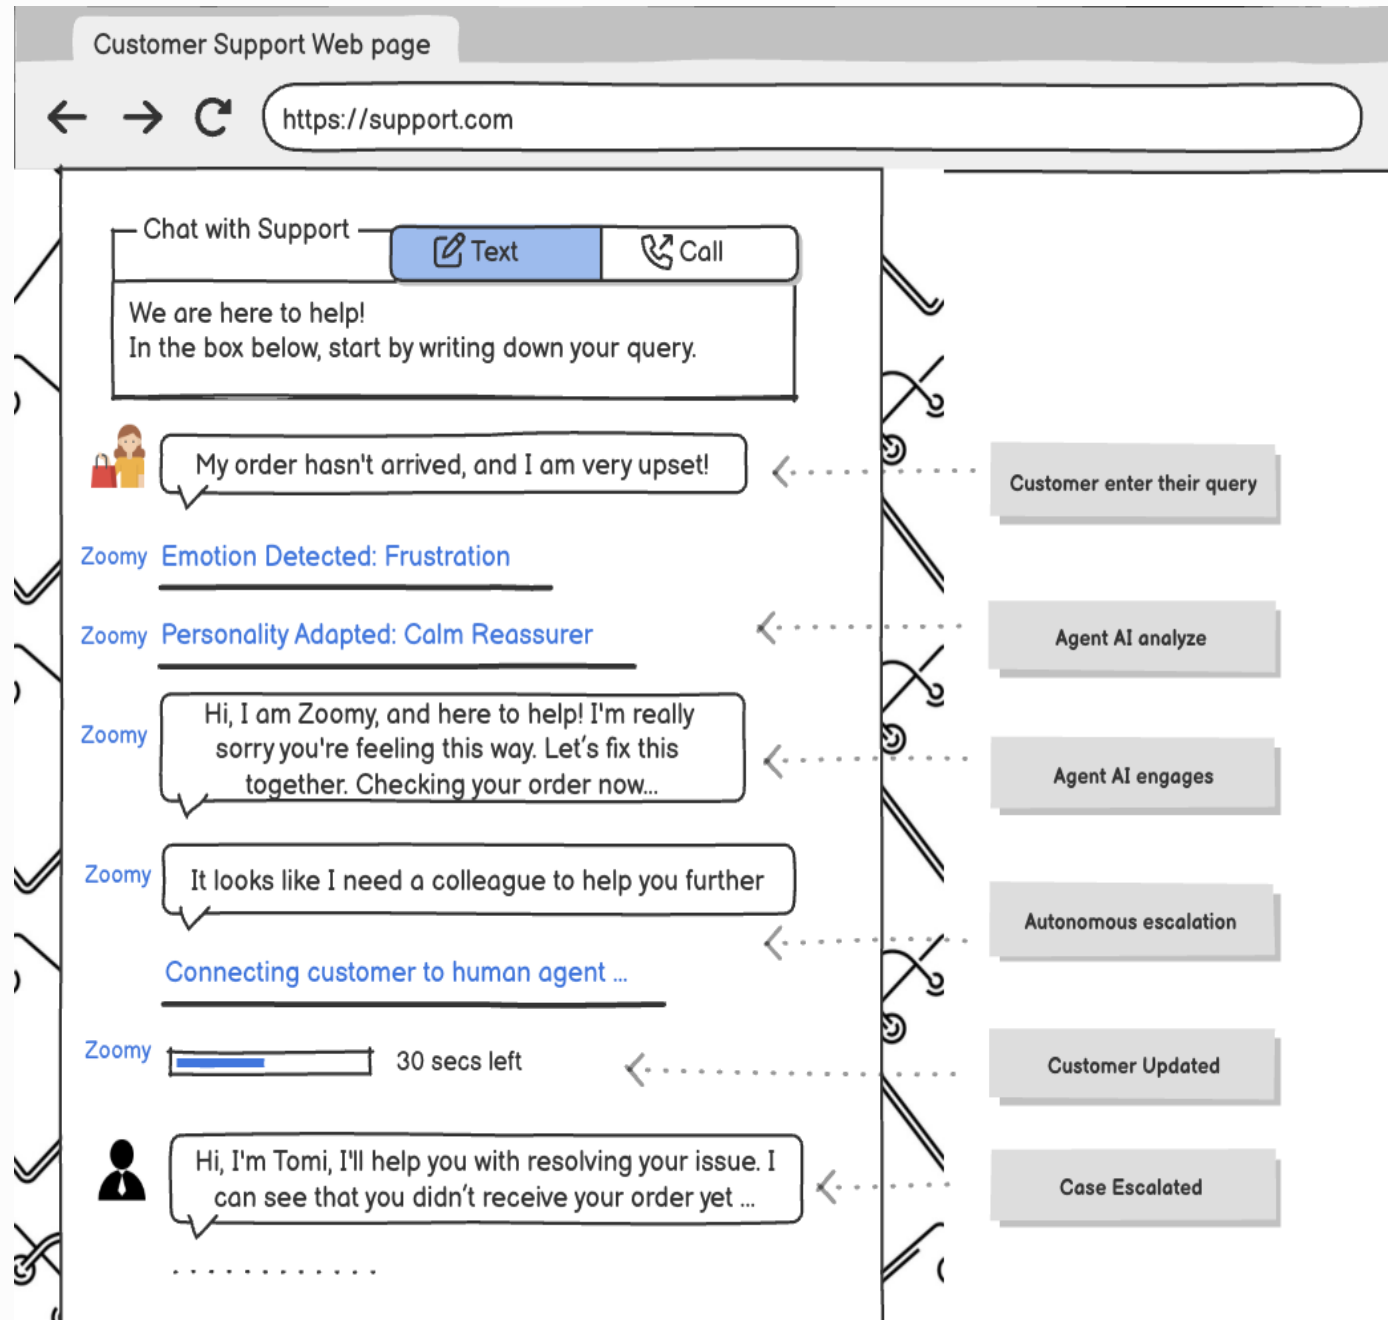 Customer Support Web page
https://support.com
Chat with Support
Text
Call
We are here to help!
In the box below, start by writing down your query.
My order hasn't arrived, and I am very upset!
Customer enter their query
Zoomy Emotion Detected: Frustration
Zoomy Personality Adapted: Calm Reassurer
Agent AI analyze
Zoomy
Hi, I am Zoomy, and here to help! I'm really
sorry you're feeling this way. Let's fix this
together. Checking your order now...
Agent AI engages
Zoomy
It looks like I need a colleague to help you further
Autonomous escalation
Connecting customer to human agent ...
Zoomy
30 secs left
Customer Updated
Hi, I'm Tomi, I'll help you with resolving your issue. I
can see that you didn't receive your order yet ...
Case Escalated